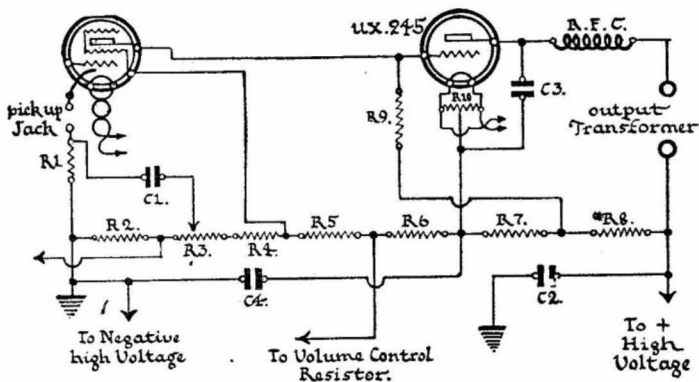 UX.245
R.F.C.
R10
C3.
pickup
Jack
R9.
output
Transformer
R1
C1.
R2.
R3.
R4.
R5
R6
R7.
*R8.
C4.
C2.
To Negative
high Voltage
To Volume Control
Resistor.
To +
High
Voltage